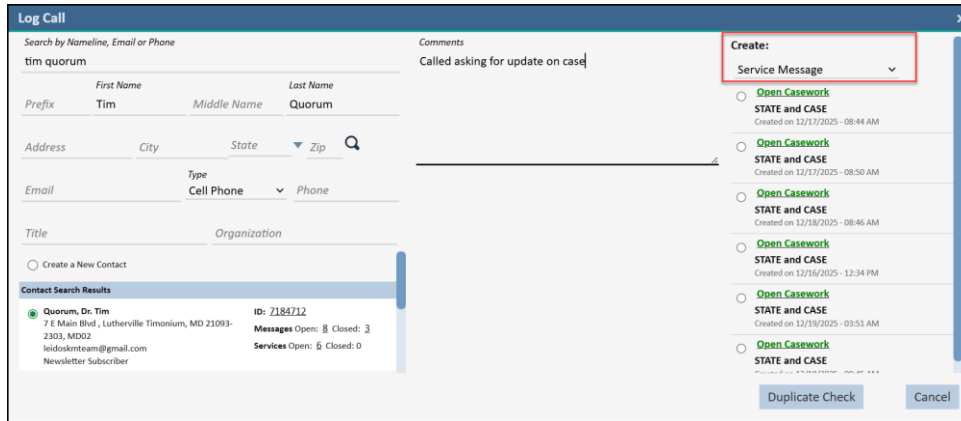 Log Call
Search by Nameline, Email or Phone
tim quorum
First Name Last Name
Prefix Tim Middle Name Quorum
Address City State Zip
Type
Email Cell Phone Phone
Title Organization
Create a New Contact
Contact Search Results
Quorum, Dr. Tim
7 E Main Blvd , Lutherville Timonium, MD 21093-
2303, MD02
leidoskmteam@gmail.com
Newsletter Subscriber
ID: 7184712
Messages Open: 8 Closed: 3
Services Open: 6 Closed: 0
Comments
Called asking for update on case
Create:
Service Message
Open Casework
STATE and CASE
Created on 12/17/2025 - 08:44 AM
Open Casework
STATE and CASE
Created on 12/17/2025 - 08:50 AM
Open Casework
STATE and CASE
Created on 12/18/2025 - 08:46 AM
Open Casework
STATE and CASE
Created on 12/16/2025 - 12:34 PM
Open Casework
STATE and CASE
Created on 12/19/2025 - 03:51 AM
Open Casework
STATE and CASE
Duplicate Check Cancel